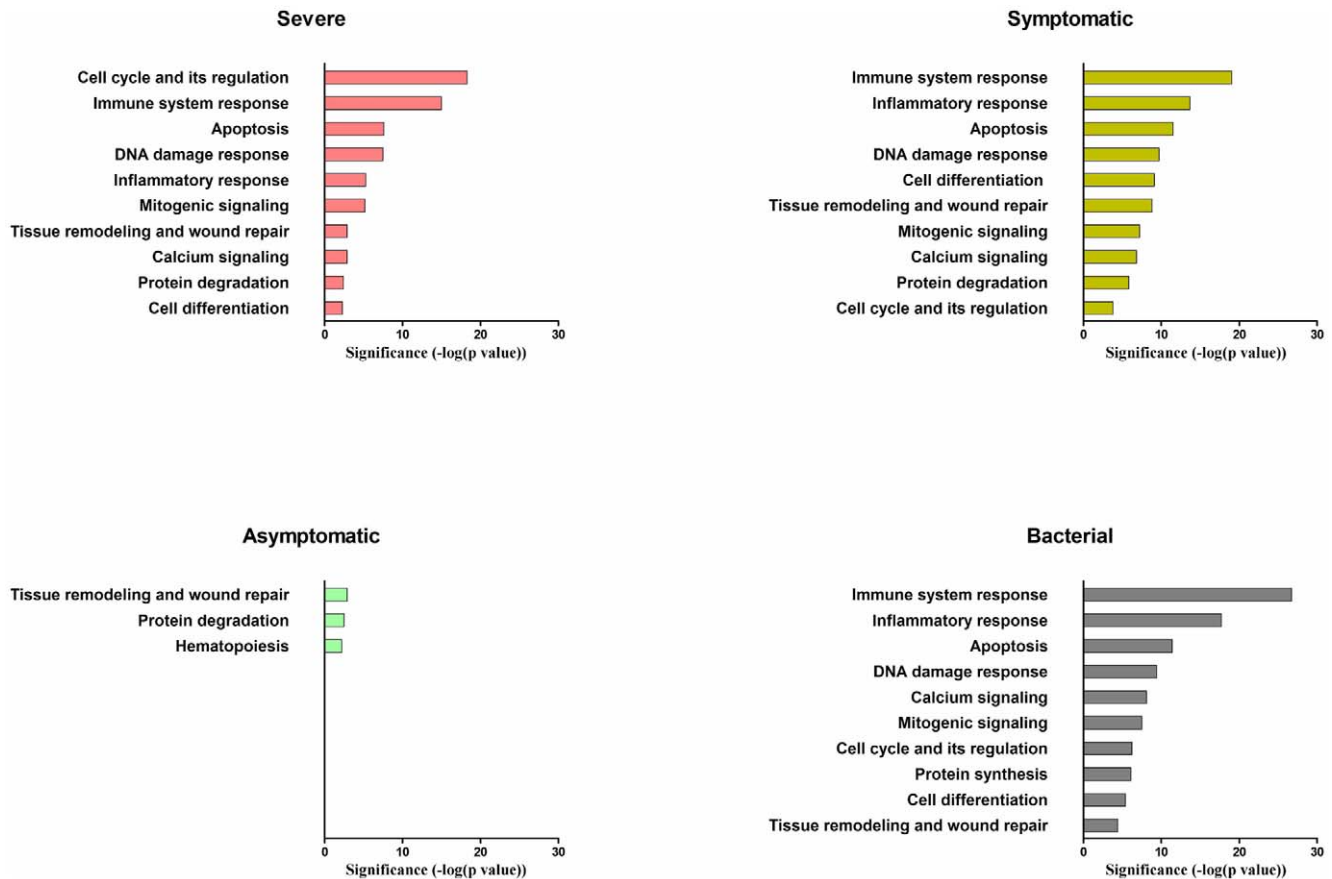 Severe
Cell cycle and its regulation
Immune system response
Apoptosis
DNA damage response
Inflammatory response
Mitogenic signaling
Tissue remodeling and wound repair
Calcium signaling
Protein degradation
Cell differentiation
0 10 20 30
Significance (-log(p value))
Symptomatic
Immune system response
Inflammatory response
Apoptosis
DNA damage response
Cell differentiation
Tissue remodeling and wound repair
Mitogenic signaling
Calcium signaling
Protein degradation
Cell cycle and its regulation
0 10 20 30
Significance (-log(p value))
Asymptomatic
Tissue remodeling and wound repair
Protein degradation
Hematopoiesis
0 10 20 30
Significance (-log(p value))
Bacterial
Immune system response
Inflammatory response
Apoptosis
DNA damage response
Calcium signaling
Mitogenic signaling
Cell cycle and its regulation
Protein synthesis
Cell differentiation
Tissue remodeling and wound repair
0 10 20 30
Significance (-log(p value))